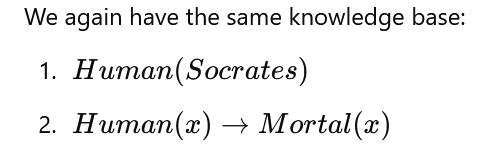 We again have the same knowledge base:
1. Human(Socrates)
2. Human(x) → Mortal(x)